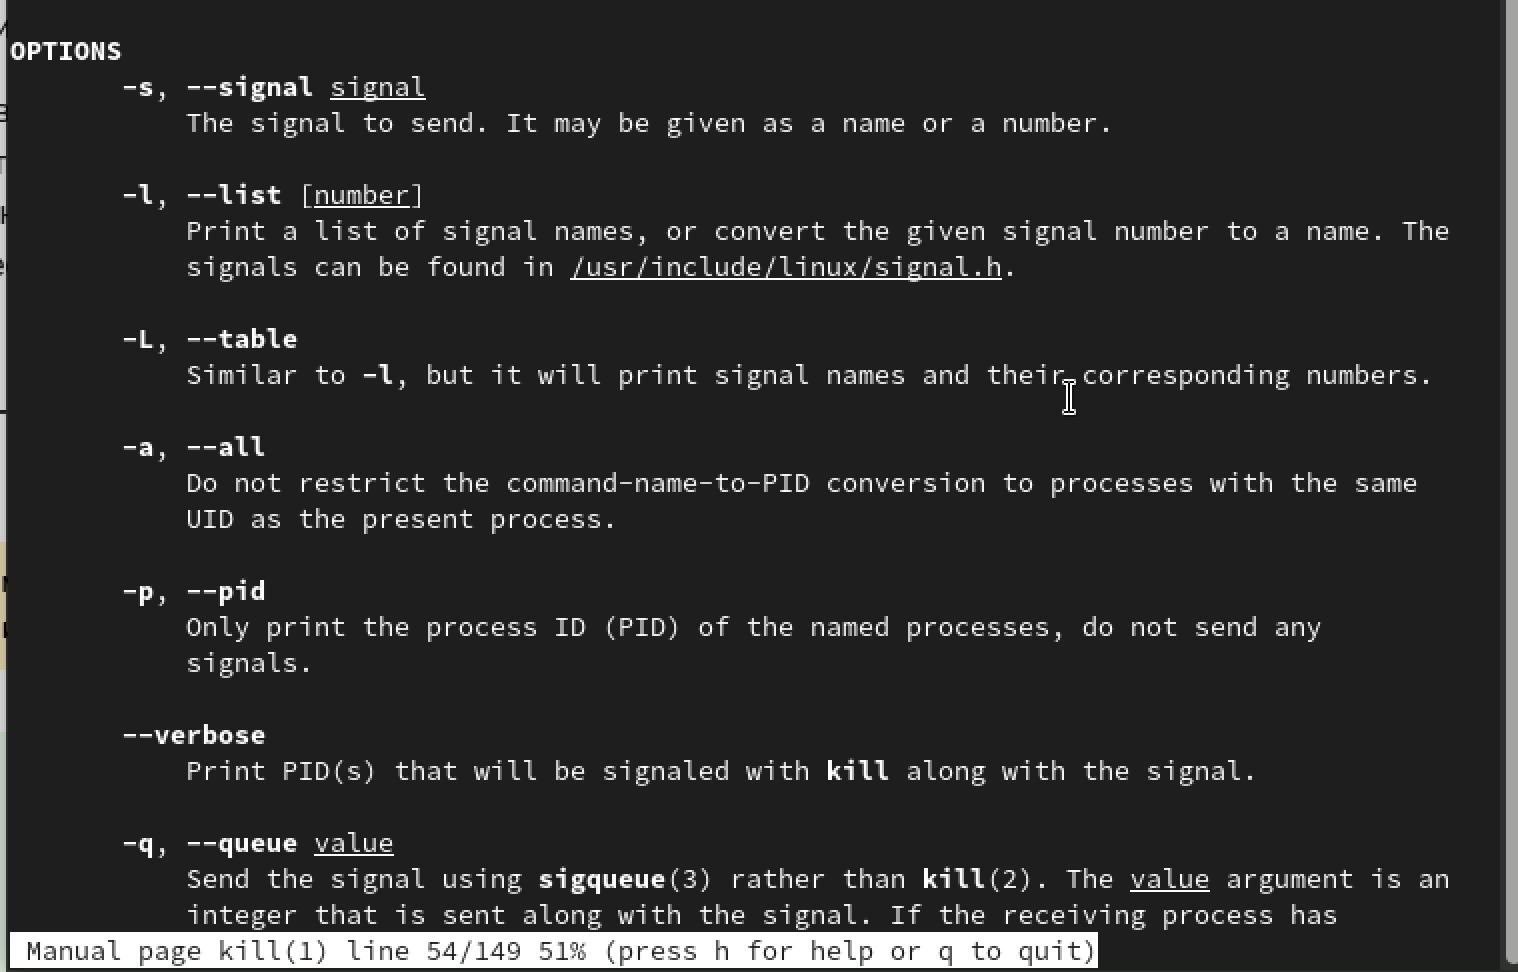 OPTIONS
-s, --signal signal
The signal to send. It may be given as a name or a number.
-l, --list [number]
Print a list of signal names, or convert the given signal number to a name. The
signals can be found in /usr/include/linux/signal.h.
-L, --table
Similar to -l, but it will print signal names and their corresponding numbers.
-a, --all
Do not restrict the command-name-to-PID conversion to processes with the same
UID as the present process.
-p, --pid
Only print the process ID (PID) of the named processes, do not send any
signals.
--verbose
Print PID(s) that will be signaled with kill along with the signal.
-q, --queue value
Send the signal using sigqueue(3) rather than kill(2). The value argument is an
integer that is sent along with the signal. If the receiving process has
Manual page kill(1) line 54/149 51% (press h for help or q to quit)